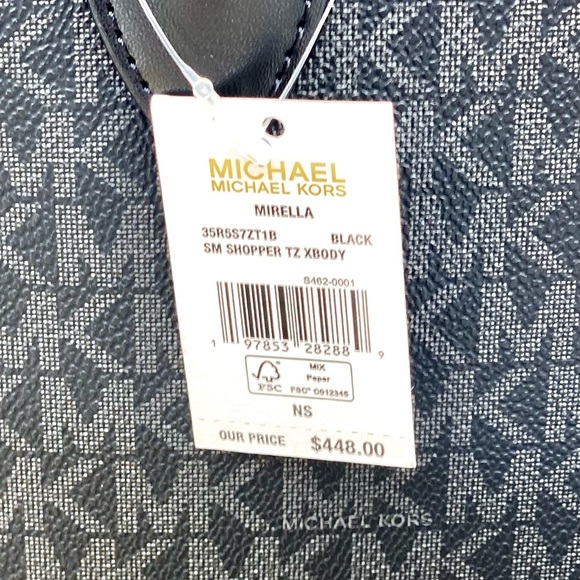 MICHAEL
MICHAEL KORS
MIRELLA
35R5S7ZT1B BLACK
SM SHOPPER TZ XBODY
S462-0001
1 97853 28288 9
FSC
MIX
Paper
FSC® C012345
NS
OUR PRICE $448.00
MICHAEL KORS